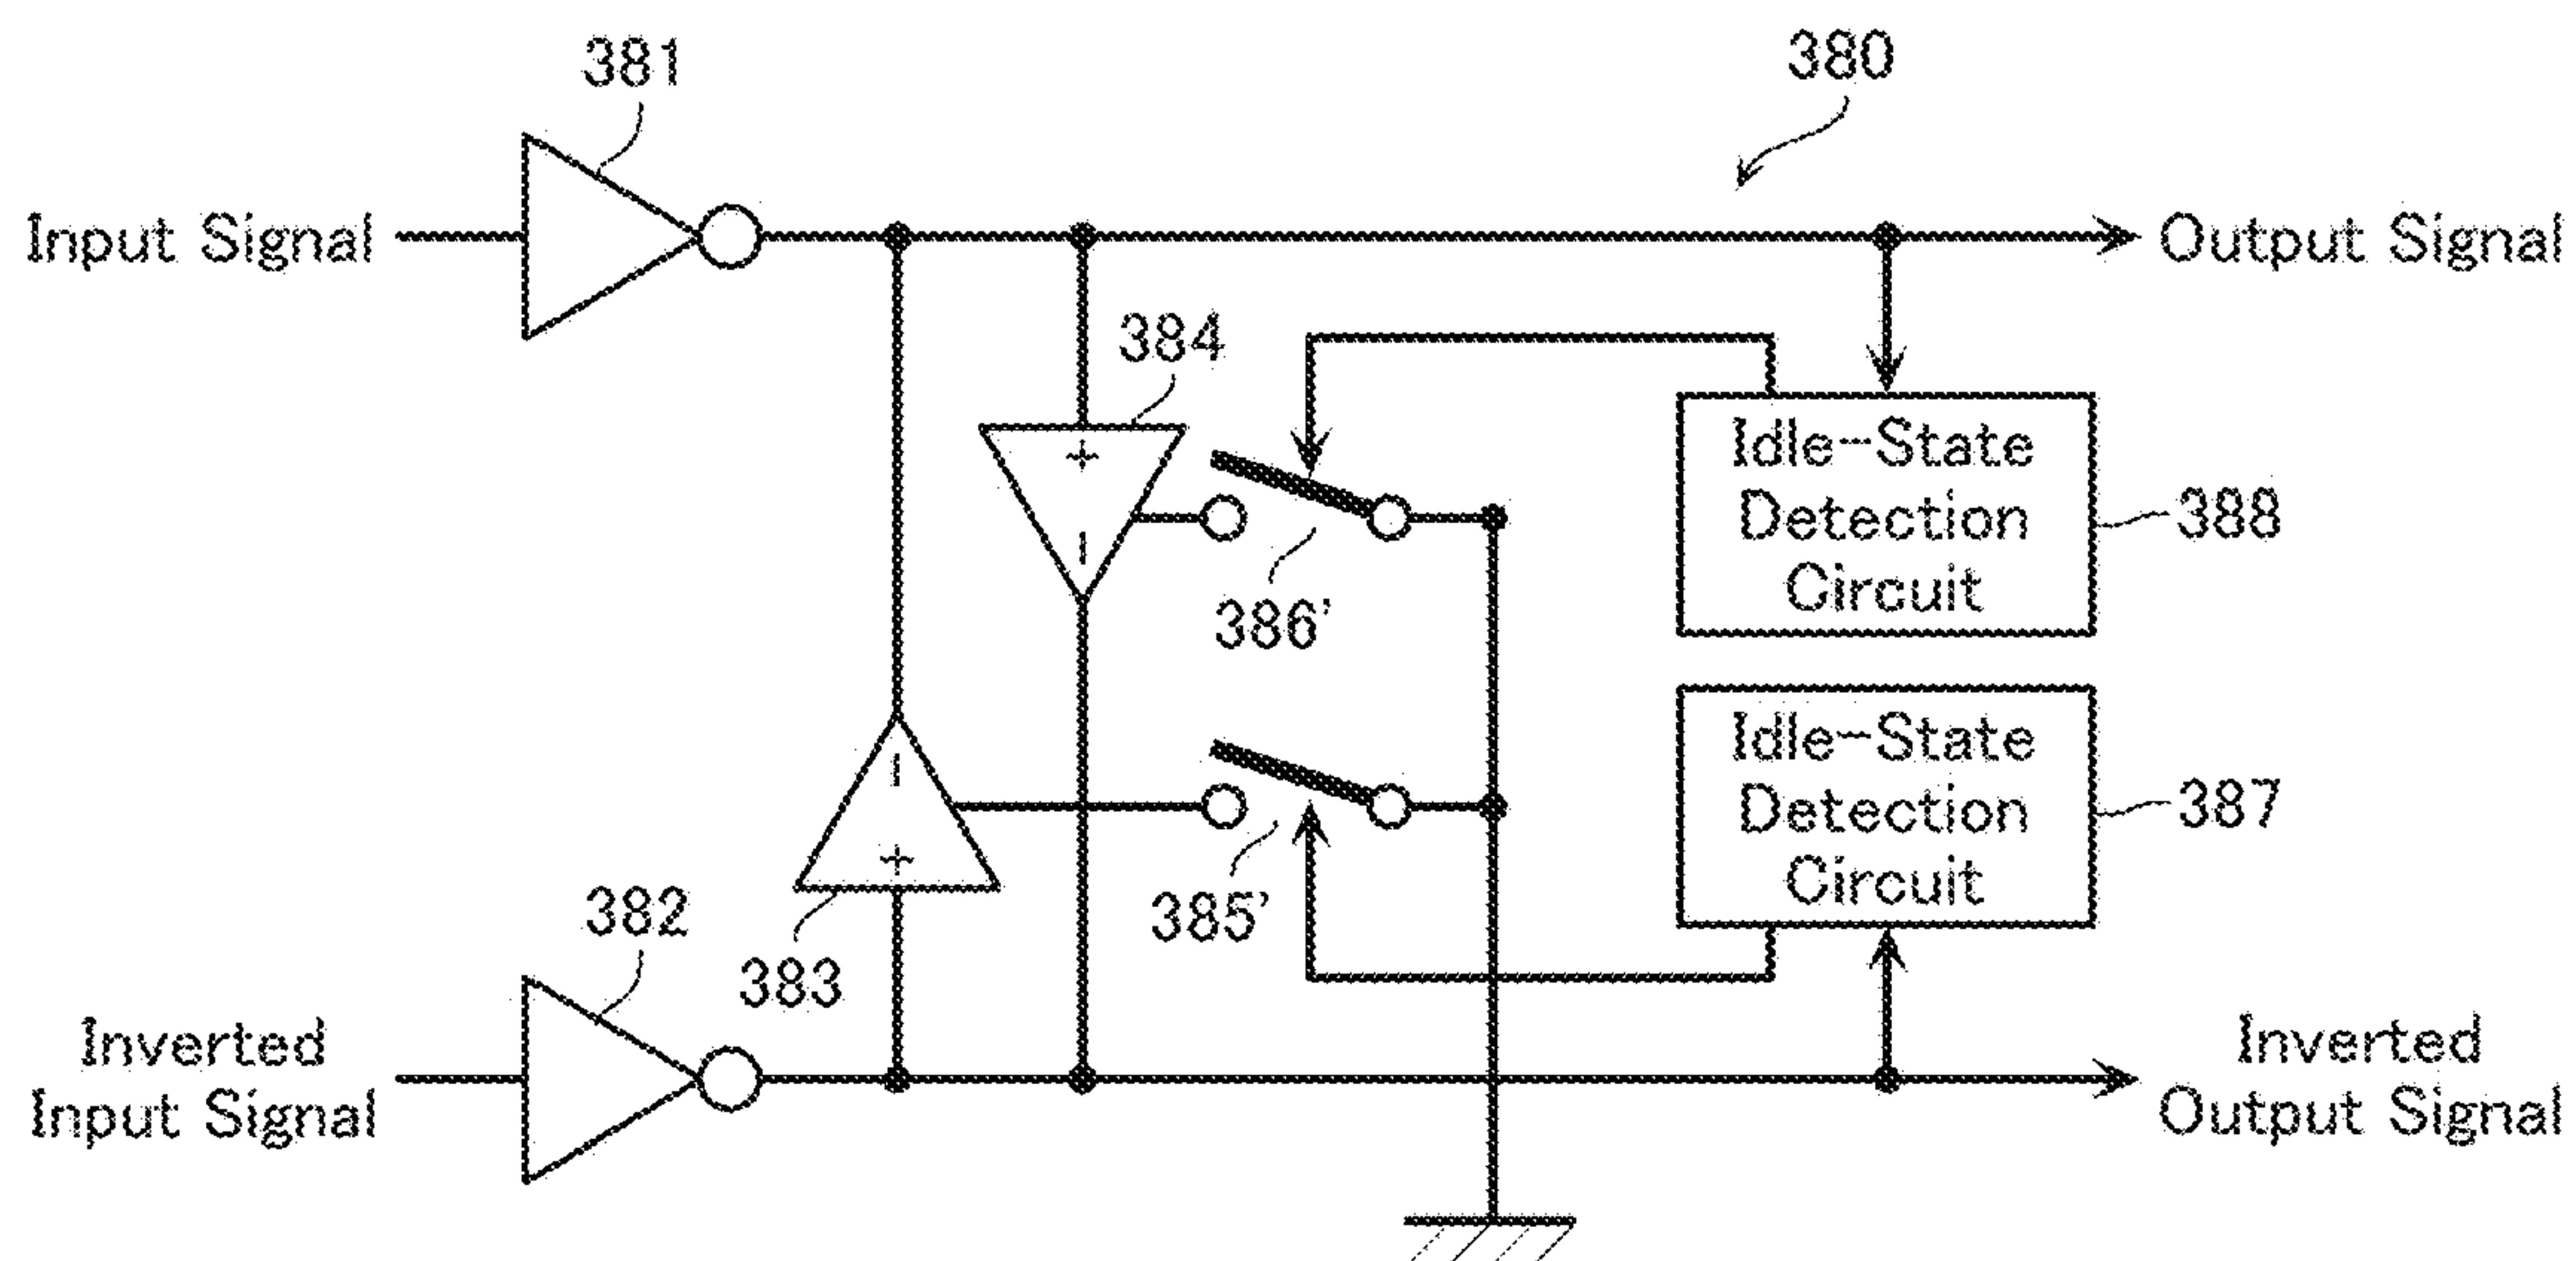 381
380
Input Signal
Output Signal
384
+
−
Idle-State
Detection
Circuit
388
386'
Idle-State
Detection
Circuit
387
−
+
385'
382
383
Inverted
Input Signal
Inverted
Output Signal